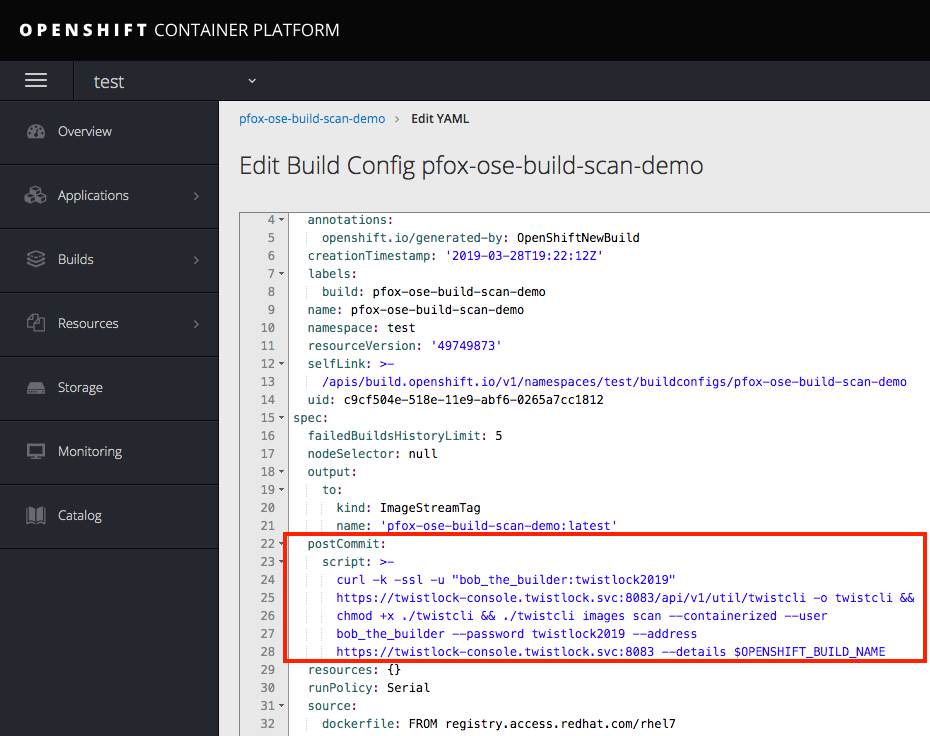 OPENSHIFT CONTAINER PLATFORM
test
Overview
Applications
Builds
Resources
Storage
Monitoring
Catalog
pfox-ose-build-scan-demo > Edit YAML
Edit Build Config pfox-ose-build-scan-demo
4 annotations:
5 openshift.io/generated-by: OpenShiftNewBuild
6 creationTimestamp: '2019-03-28T19:22:12Z'
7 labels:
8 build: pfox-ose-build-scan-demo
9 name: pfox-ose-build-scan-demo
10 namespace: test
11 resourceVersion: '49749873'
12 selfLink: >-
13 /apis/build.openshift.io/v1/namespaces/test/buildconfigs/pfox-ose-build-scan-demo
14 uid: c9cf504e-518e-11e9-abf6-0265a7cc1812
15 spec:
16 failedBuildsHistoryLimit: 5
17 nodeSelector: null
18 output:
19 to:
20 kind: ImageStreamTag
21 name: 'pfox-ose-build-scan-demo:latest'
22 postCommit:
23 script: >-
24 curl -k -ssl -u "bob_the_builder:twistlock2019"
25 https://twistlock-console.twistlock.svc:8083/api/v1/util/twistcli -o twistcli &&
26 chmod +x ./twistcli && ./twistcli images scan --containerized --user
27 bob_the_builder --password twistlock2019 --address
28 https://twistlock-console.twistlock.svc:8083 --details $OPENSHIFT_BUILD_NAME
29 resources: {}
30 runPolicy: Serial
31 source:
32 dockerfile: FROM registry.access.redhat.com/rhel7